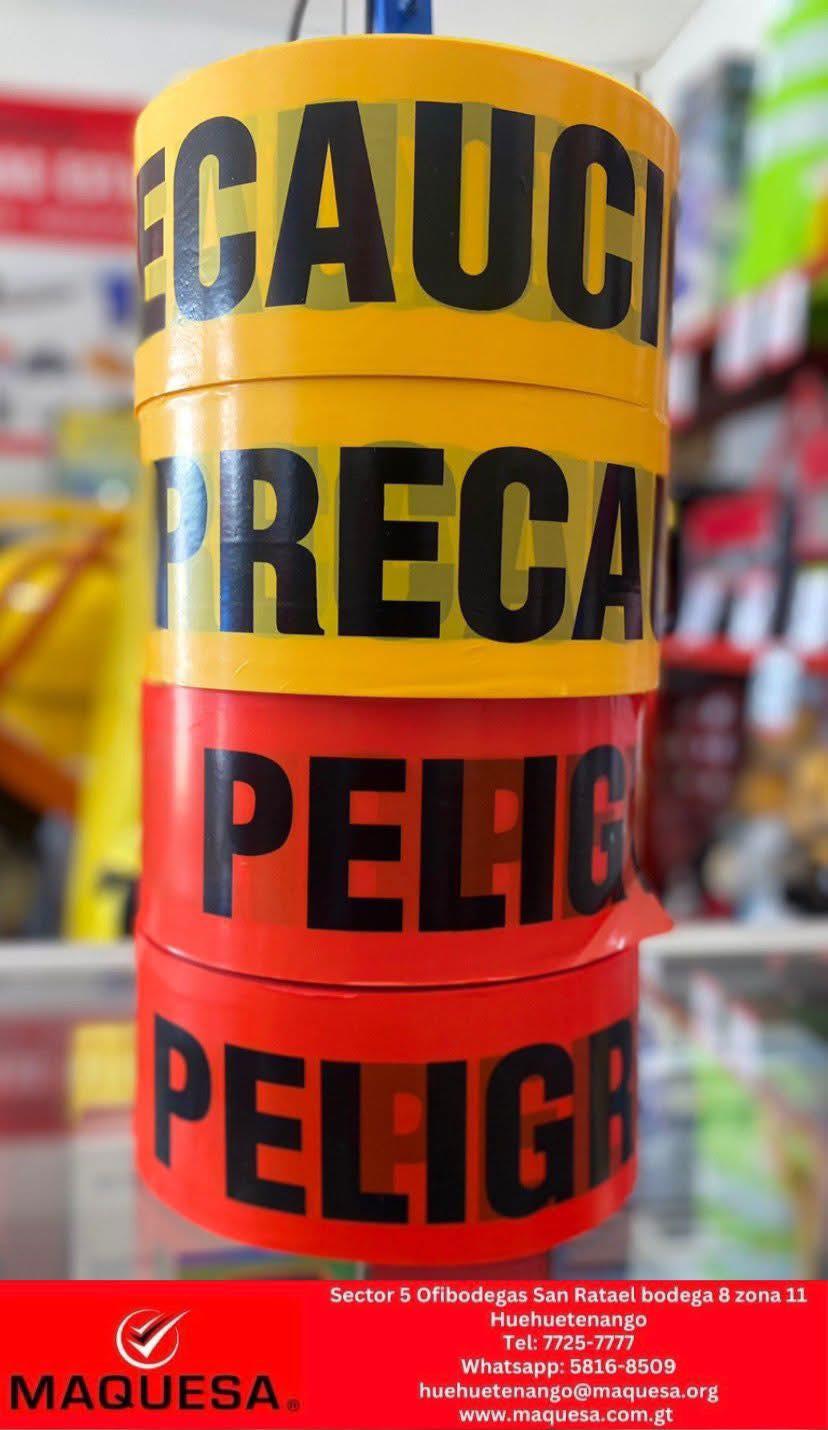 ECAUCI
PRECAU
PELIG
PELIGR
MAQUESA®
Sector 5 Ofibodegas San Ratael bodega 8 zona 11
Huehuetenango
Tel: 7725-7777
Whatsapp: 5816-8509
huehuetenango@maquesa.org
www.maquesa.com.gt